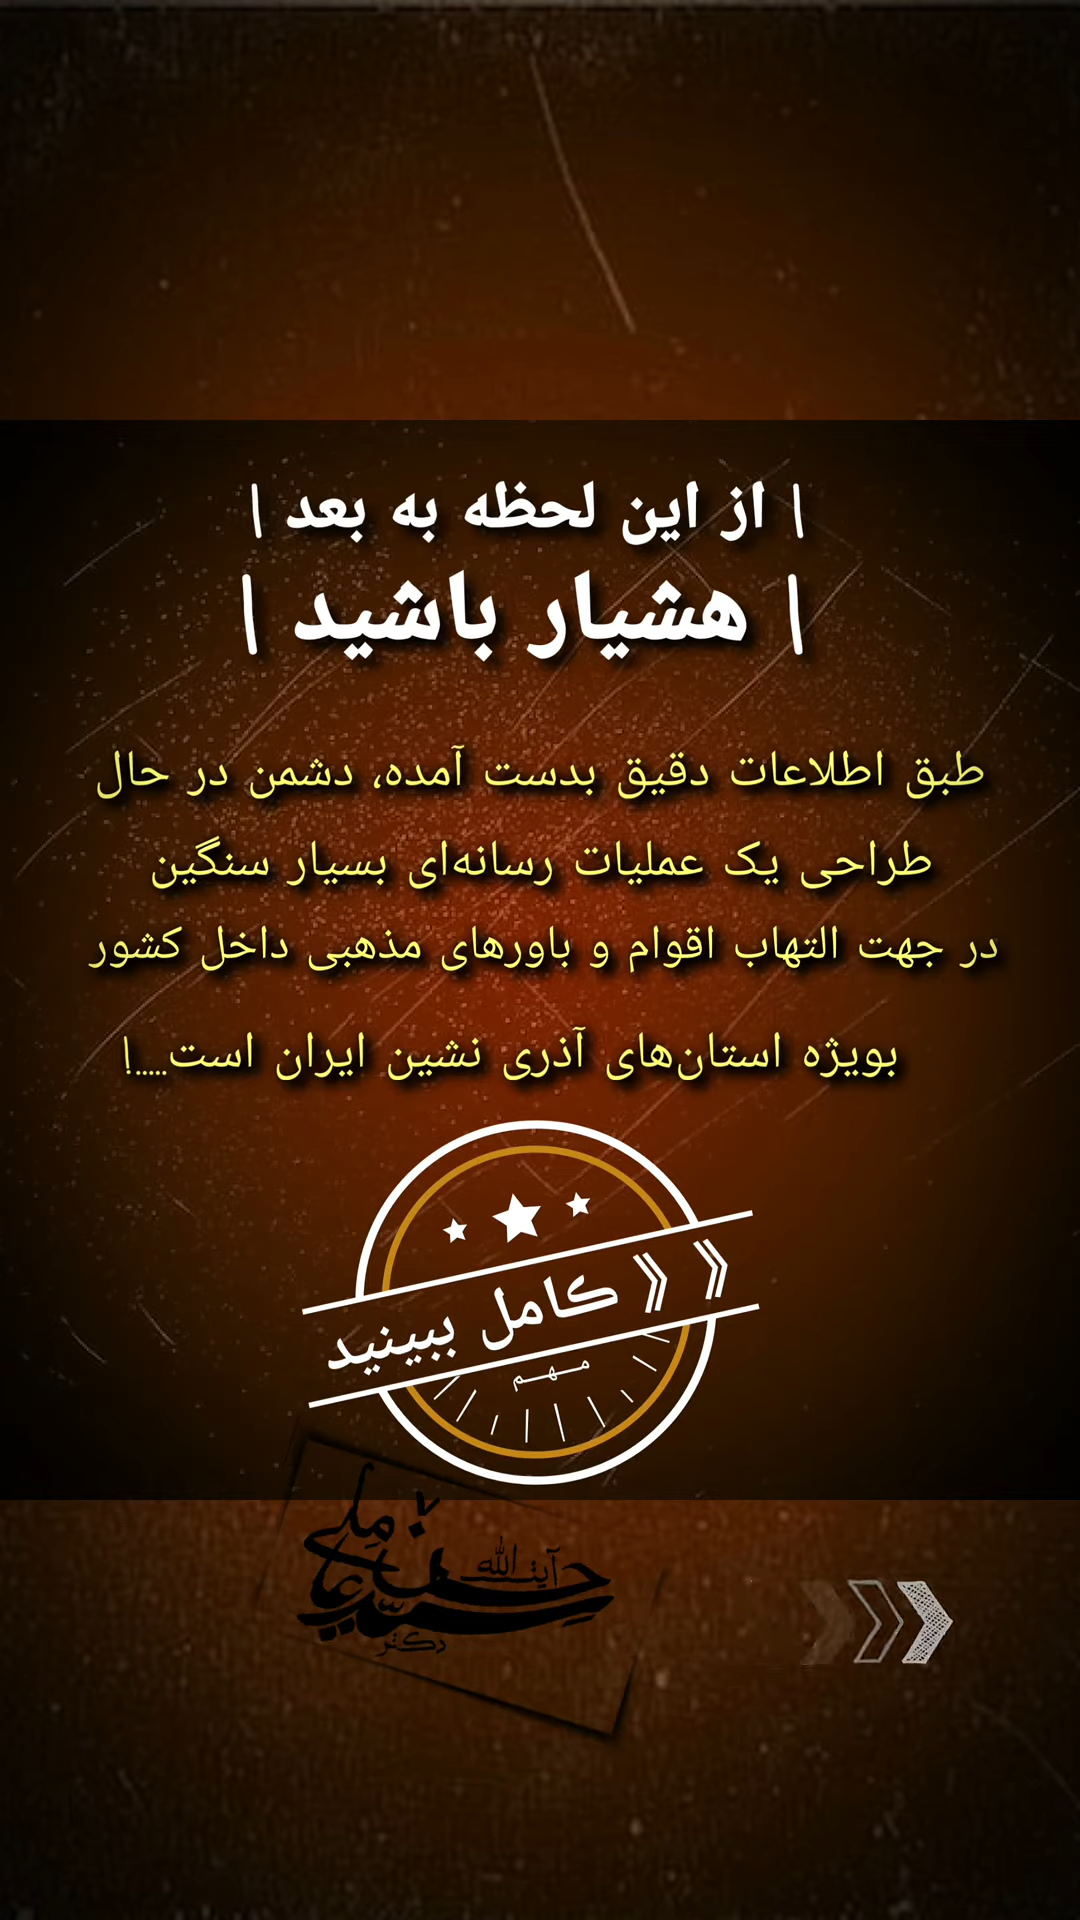 | از این لحظه به بعد |
| هشیار باشید |
طبق اطلاعات دقیق بدست آمده، دشمن در حال
طراحی یک عملیات رسانه‌ای بسیار سنگین
در جهت التهاب اقوام و باورهای مذهبی داخل کشور
بویژه استان‌های آذری نشین ایران است.....!
》》 کامل ببینید
مهم
آیت الله
دکتر